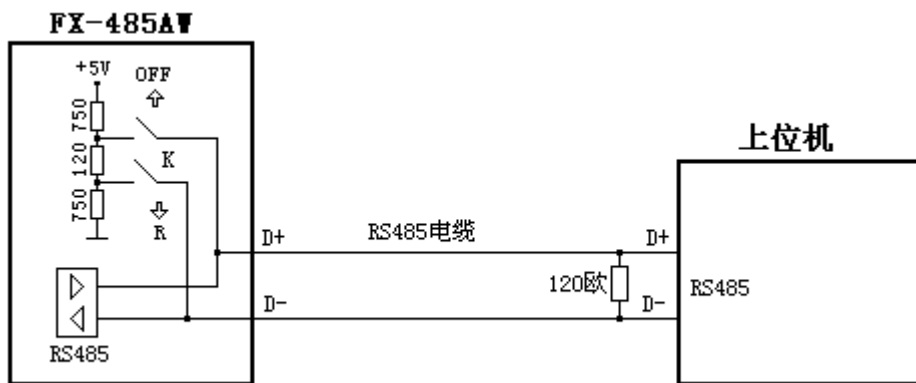 FX-485AW
+5V
OFF
750
120
750
K
R
RS485
D+
D-
RS485电缆
120欧
上位机
D+
D-
RS485